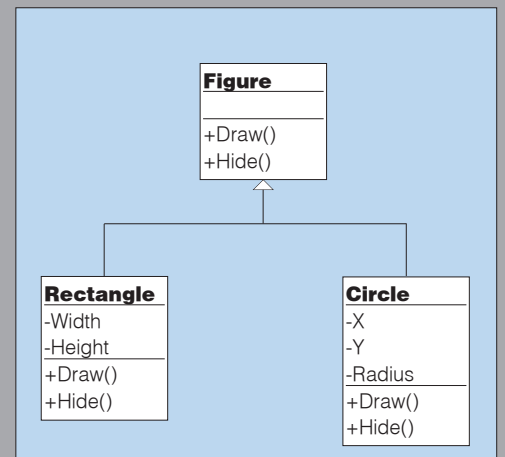 Figure
+Draw()
+Hide()
Rectangle
-Width
-Height
+Draw()
+Hide()
Circle
-X
-Y
-Radius
+Draw()
+Hide()